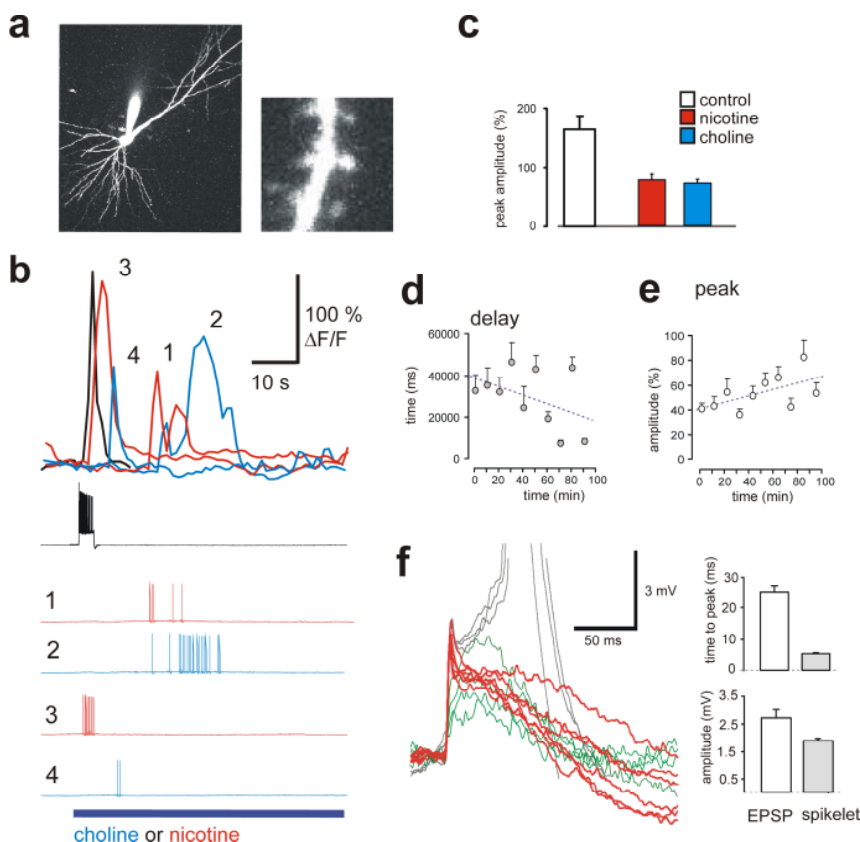 a
c
control
nicotine
choline
peak amplitude (%)
200
100
0
b
3
4
1
2
100 %
ΔF/F
10 s
1
2
3
4
choline or nicotine
d
delay
time (ms)
60000
40000
20000
0
0 20 40 60 80 100
time (min)
e
peak
amplitude (%)
100
80
60
40
20
0
0 20 40 60 80 100
time (min)
f
3 mV
50 ms
time to peak (ms)
30
20
10
0
amplitude (mV)
3.5
2.5
1.5
.5
EPSP spikelet